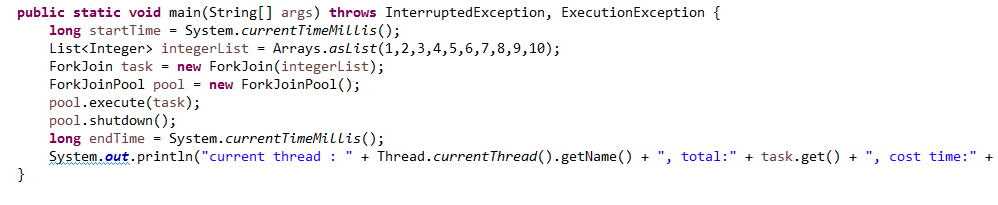 public static void main(String[] args) throws InterruptedException, ExecutionException {
long startTime = System.currentTimeMillis();
List<Integer> integerList = Arrays.asList(1,2,3,4,5,6,7,8,9,10);
ForkJoin task = new ForkJoin(integerList);
ForkJoinPool pool = new ForkJoinPool();
pool.execute(task);
pool.shutdown();
long endTime = System.currentTimeMillis();
System.out.println("current thread : " + Thread.currentThread().getName() + ", total:" + task.get() + ", cost time:" +
}